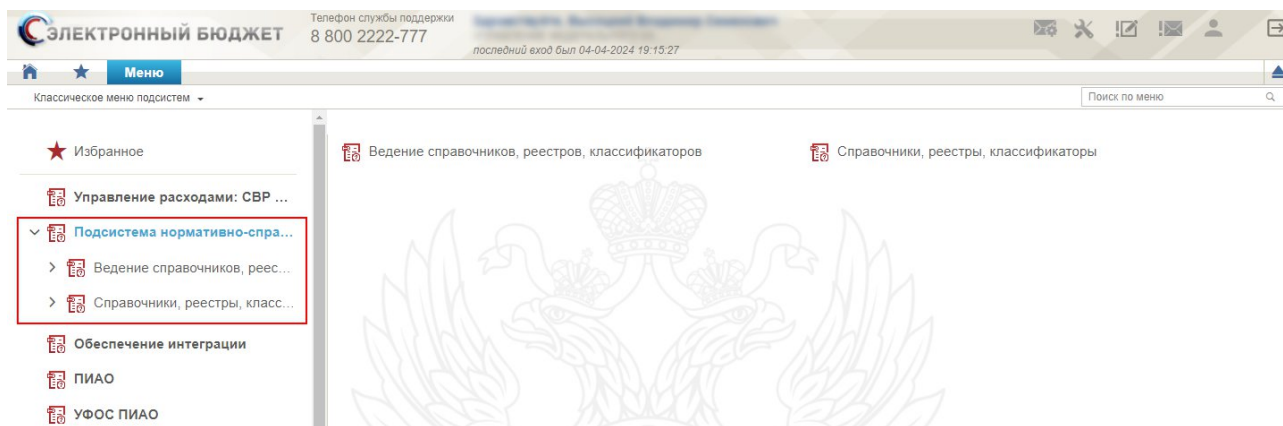 ЭЛЕКТРОННЫЙ БЮДЖЕТ
Телефон службы поддержки
8 800 2222-777
последний вход был 04-04-2024 19:15:27
Меню
Классическое меню подсистем
Поиск по меню
Избранное
Управление расходами: СВР ...
Подсистема нормативно-спра...
Ведение справочников, реес...
Справочники, реестры, класс...
Обеспечение интеграции
ПИАО
УФОС ПИАО
Ведение справочников, реестров, классификаторов
Справочники, реестры, классификаторы